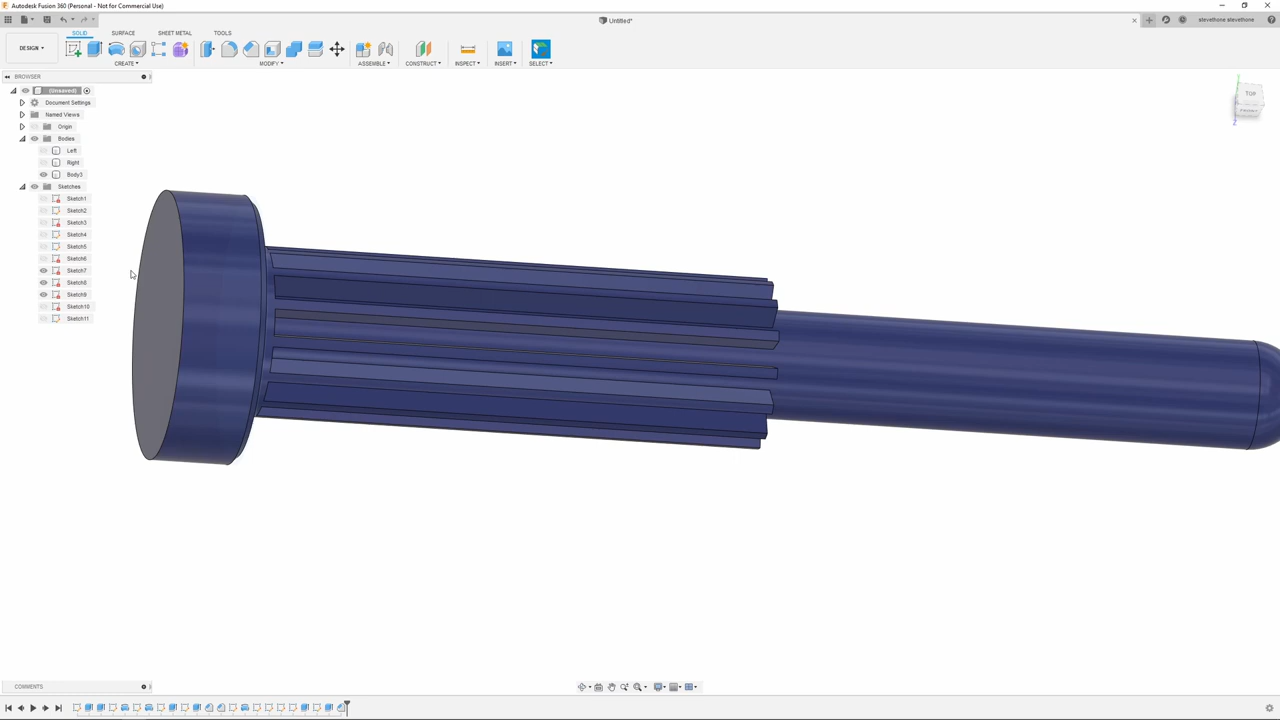 Autodesk Fusion 360 (Personal - Not for Commercial Use)
Untitled*
stevethone stevethone
DESIGN
SOLID
SURFACE
SHEET METAL
TOOLS
CREATE
MODIFY
ASSEMBLE
CONSTRUCT
INSPECT
INSERT
SELECT
BROWSER
(Unsaved)
Document Settings
Named Views
Origin
Bodies
Left
Right
Body3
Sketches
Sketch1
Sketch2
Sketch3
Sketch4
Sketch5
Sketch6
Sketch7
Sketch8
Sketch9
Sketch10
Sketch11
TOP
FRONT
Z
COMMENTS